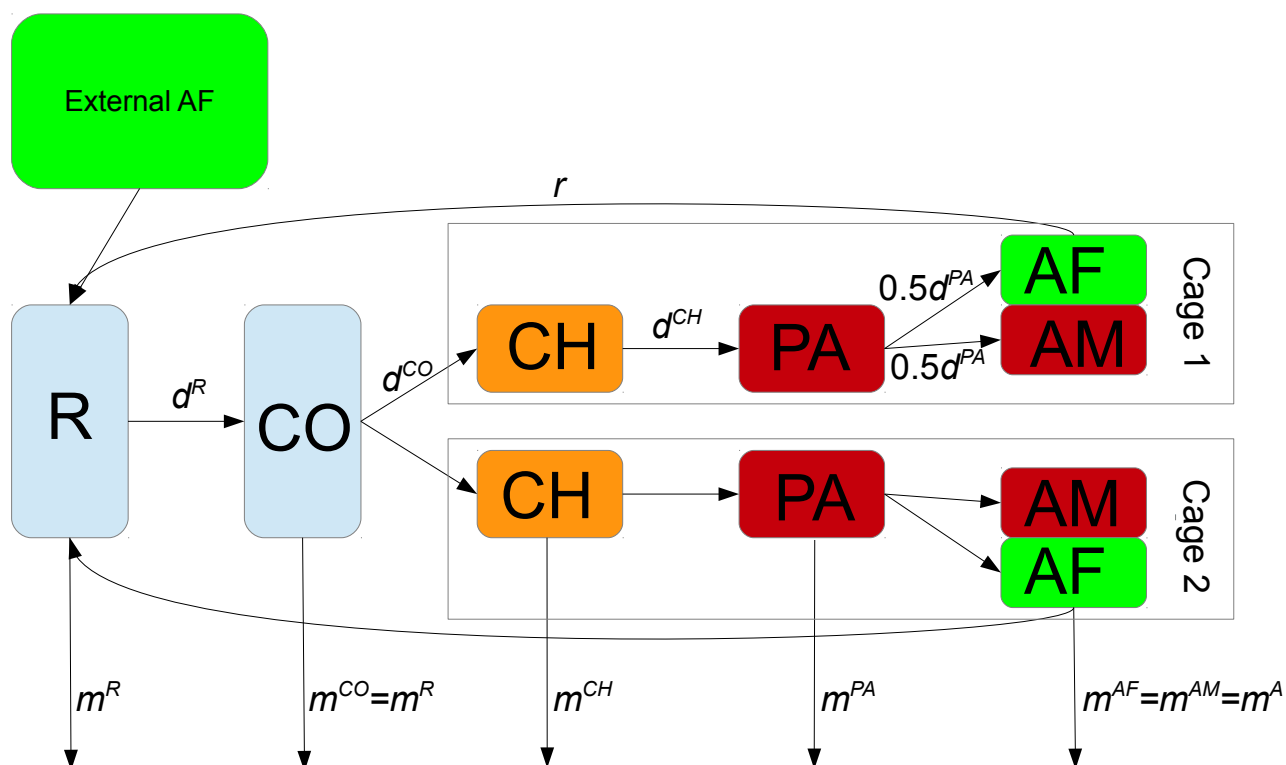 External AF
r
R
d^R
CO
d^CO
CH
d^CH
PA
0.5d^PA
0.5d^PA
AF
AM
Cage 1
CH
PA
AM
AF
Cage 2
m^R
m^CO=m^R
m^CH
m^PA
m^AF=m^AM=m^A